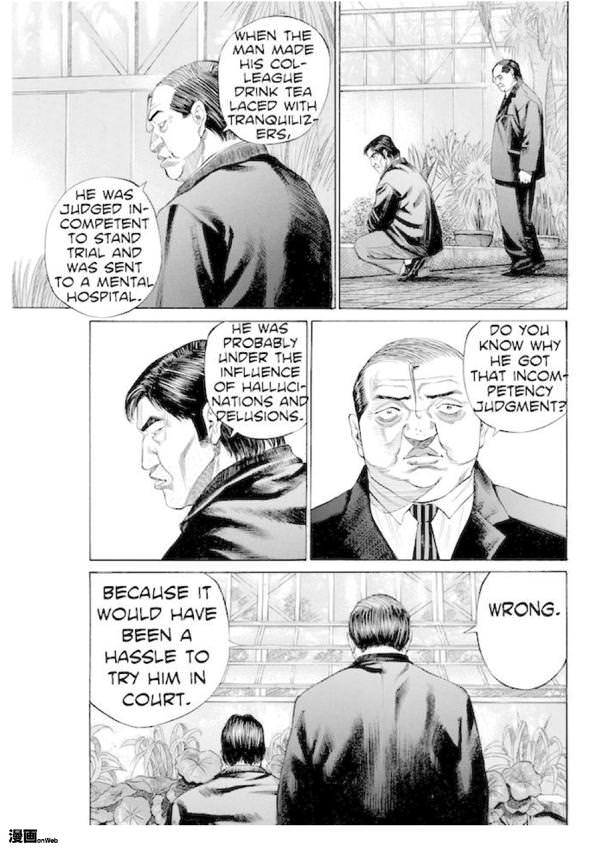 WHEN THE
MAN MADE
HIS COL-
LEAGUE
DRINK TEA
LACED WITH
TRANQUILIZ-
ERS,
HE WAS
JUDGED IN-
COMPETENT
TO STAND
TRIAL AND
WAS SENT
TO A MENTAL
HOSPITAL.
DO YOU
KNOW WHY
HE GOT
THAT INCOM-
PETENCY
JUDGMENT?
HE WAS
PROBABLY
UNDER THE
INFLUENCE
OF HALLUCI-
NATIONS AND
DELUSIONS.
WRONG.
BECAUSE IT
WOULD HAVE
BEEN A
HASSLE TO
TRY HIM IN
COURT.
漫画onWeb